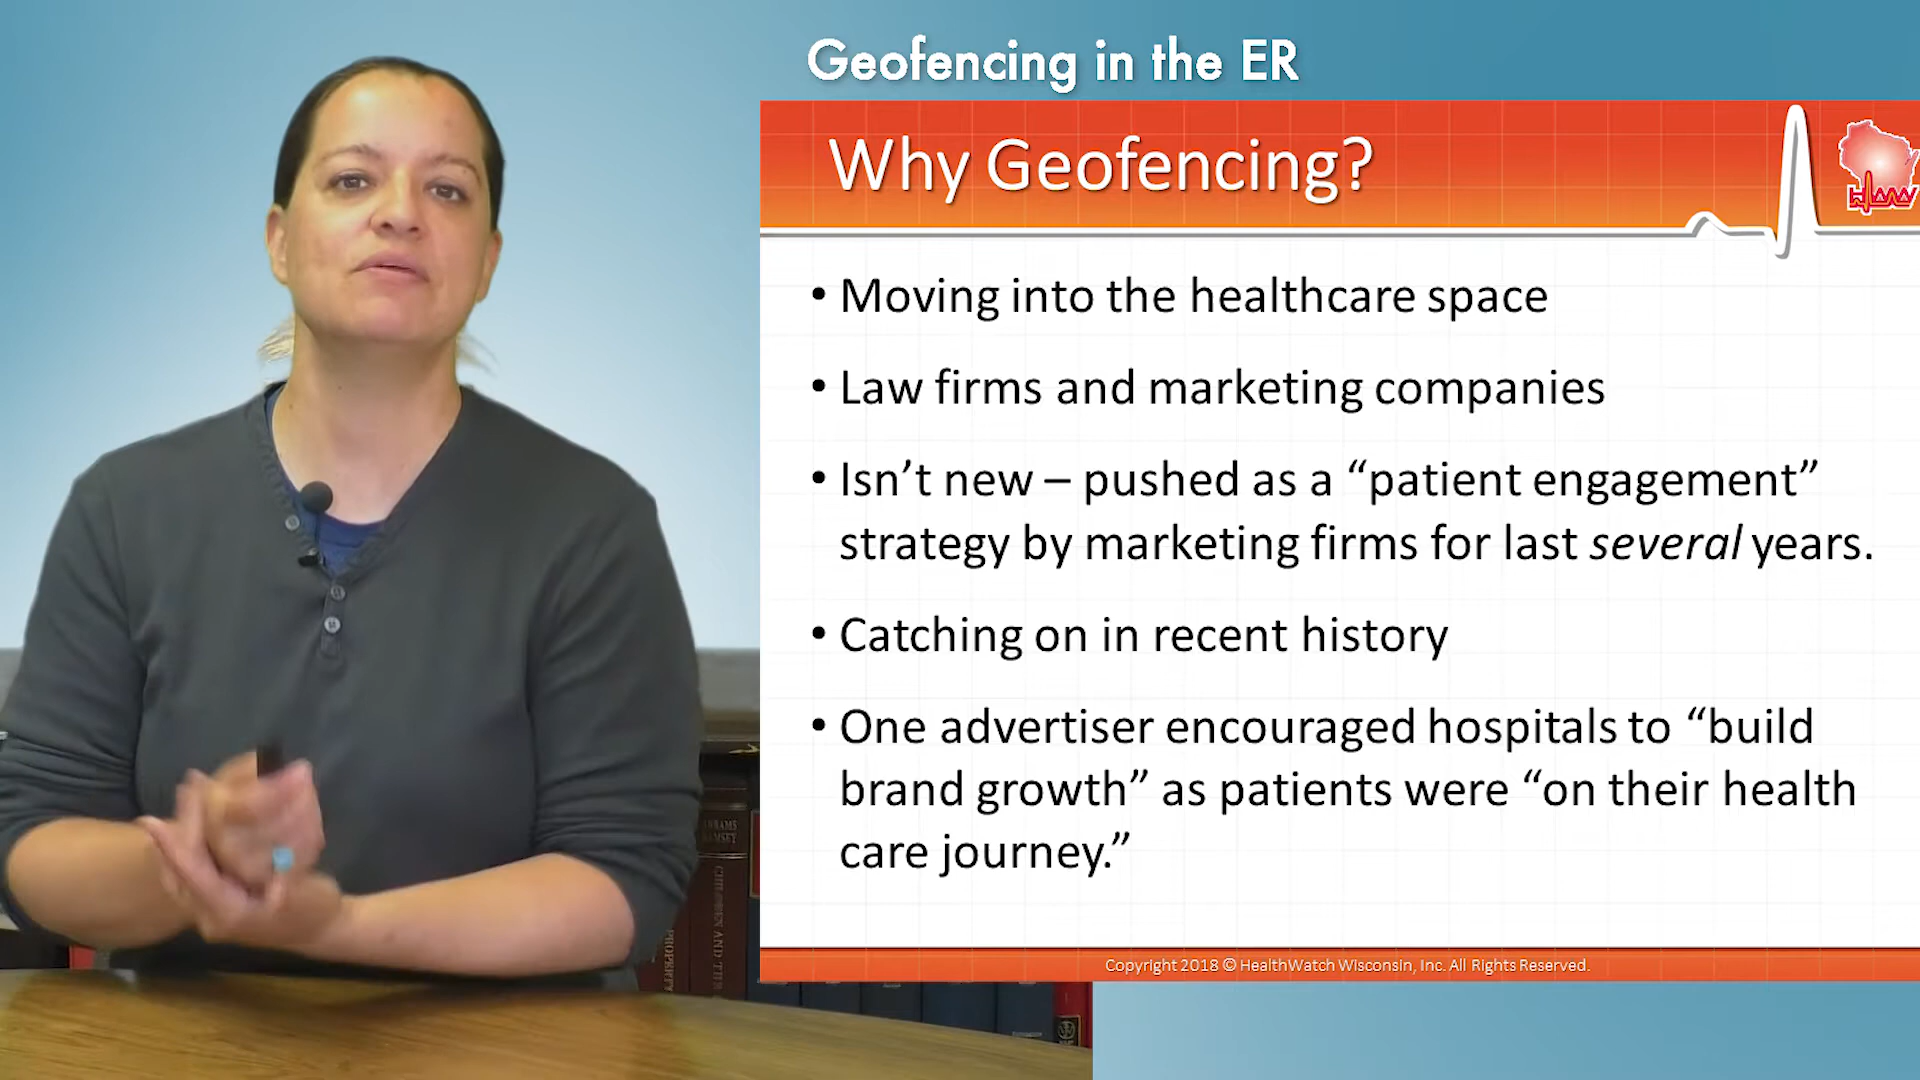 Geofencing in the ER
Why Geofencing?
• Moving into the healthcare space
• Law firms and marketing companies
• Isn’t new – pushed as a “patient engagement”
strategy by marketing firms for last several years.
• Catching on in recent history
• One advertiser encouraged hospitals to “build
brand growth” as patients were “on their health
care journey.”
Copyright 2018 © HealthWatch Wisconsin, Inc. All Rights Reserved.
PROPERTY